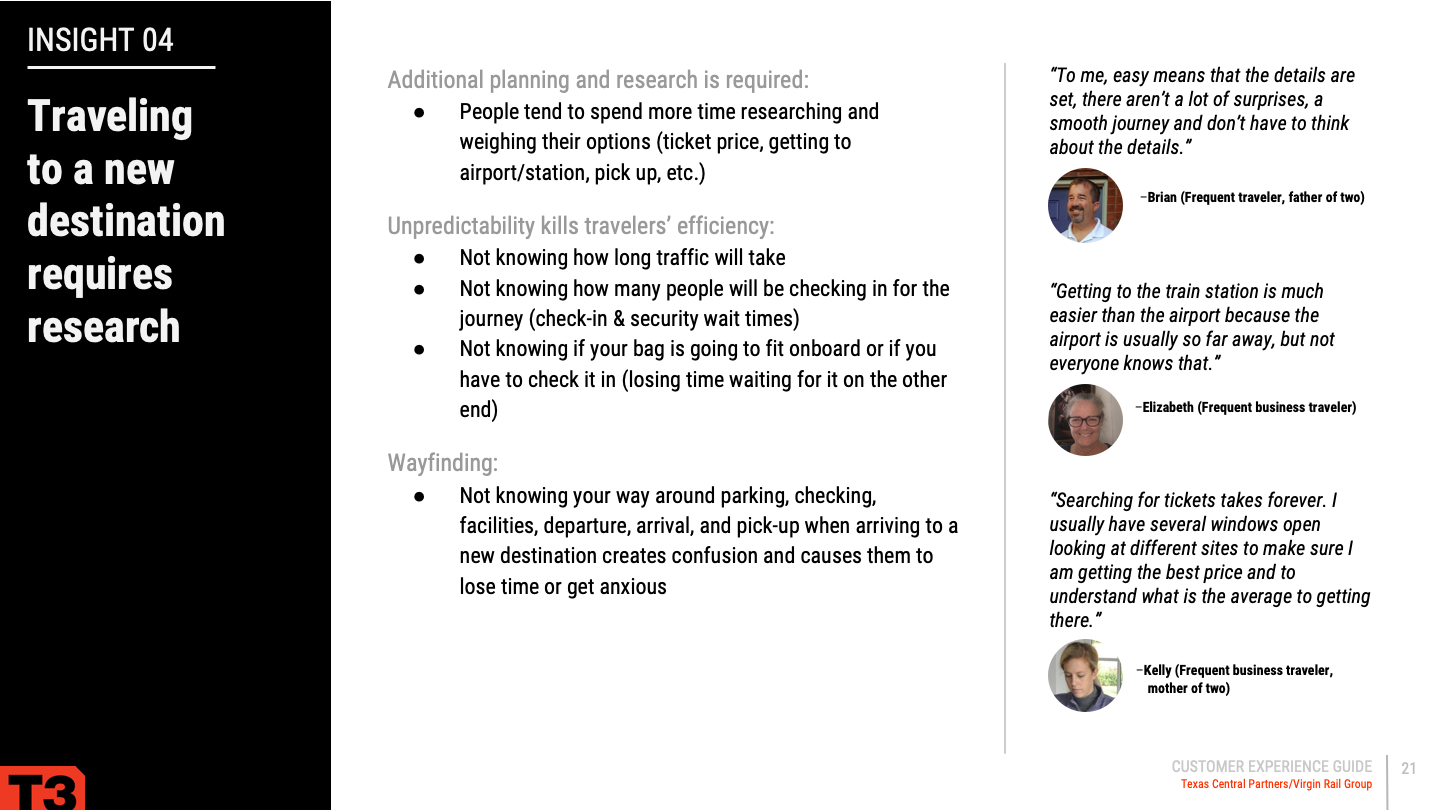 INSIGHT 04
Traveling
to a new
destination
requires
research
T3
Additional planning and research is required:
● People tend to spend more time researching and
weighing their options (ticket price, getting to
airport/station, pick up, etc.)
Unpredictability kills travelers’ efficiency:
● Not knowing how long traffic will take
● Not knowing how many people will be checking in for the
journey (check-in & security wait times)
● Not knowing if your bag is going to fit onboard or if you
have to check it in (losing time waiting for it on the other
end)
Wayfinding:
● Not knowing your way around parking, checking,
facilities, departure, arrival, and pick-up when arriving to a
new destination creates confusion and causes them to
lose time or get anxious
“To me, easy means that the details are
set, there aren’t a lot of surprises, a
smooth journey and don’t have to think
about the details.”
–Brian (Frequent traveler, father of two)
“Getting to the train station is much
easier than the airport because the
airport is usually so far away, but not
everyone knows that.”
–Elizabeth (Frequent business traveler)
“Searching for tickets takes forever. I
usually have several windows open
looking at different sites to make sure I
am getting the best price and to
understand what is the average to getting
there.”
–Kelly (Frequent business traveler,
mother of two)
CUSTOMER EXPERIENCE GUIDE
Texas Central Partners/Virgin Rail Group
21